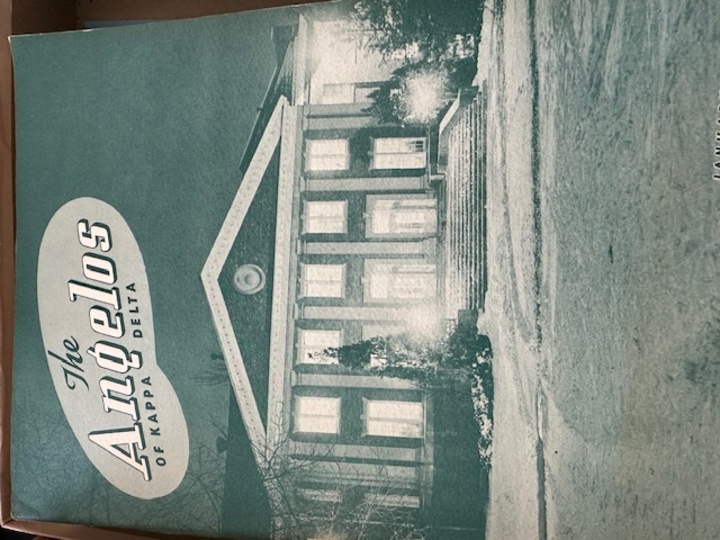 The
Angelos
OF KAPPA DELTA